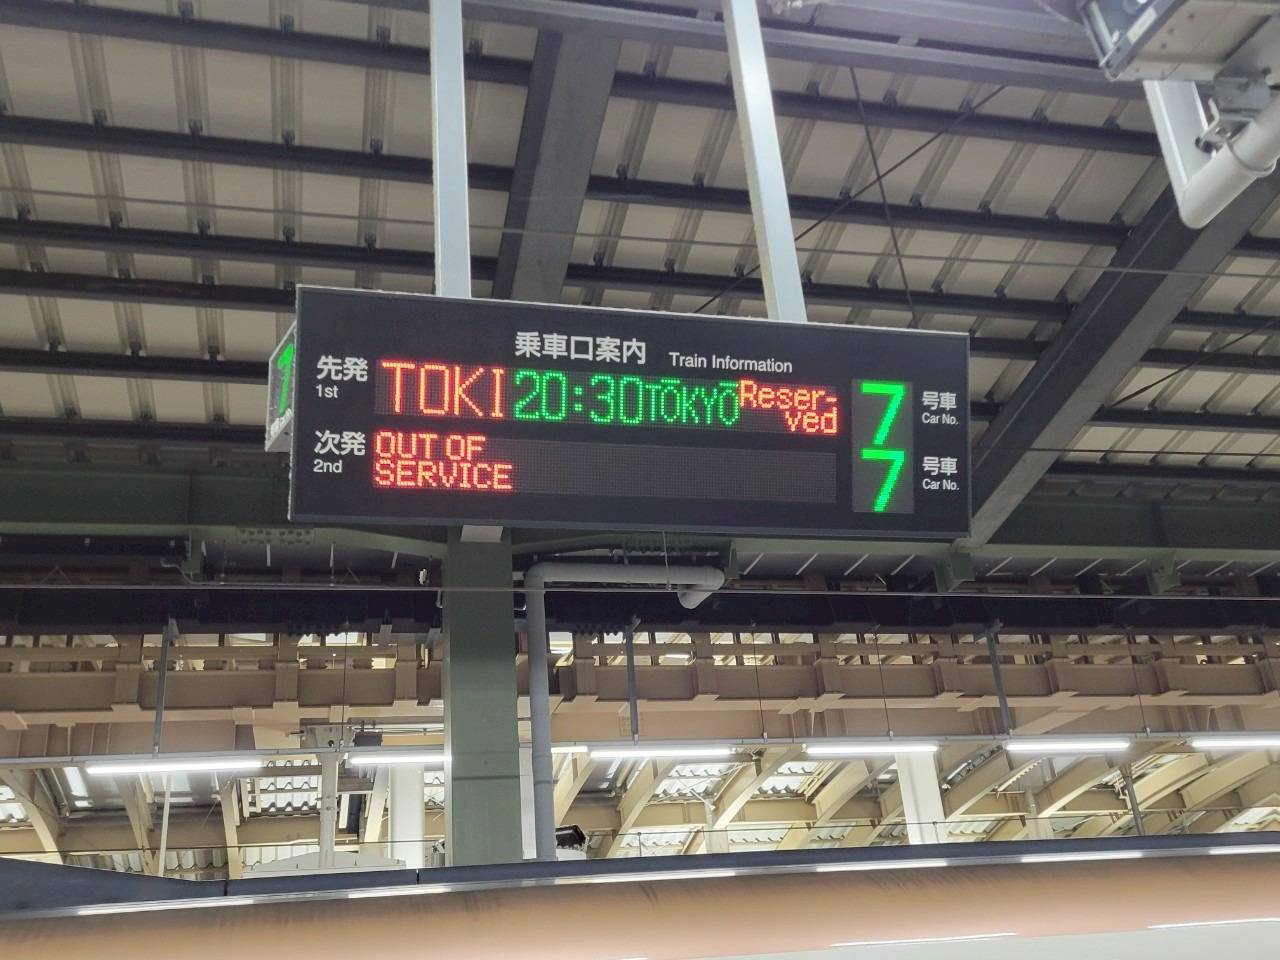 乗車口案内 Train Information
先発 TOKI 20:30 TŌKYŌ Reser- 7 号車
1st ved Car No.
次発 OUT OF 7 号車
2nd SERVICE Car No.